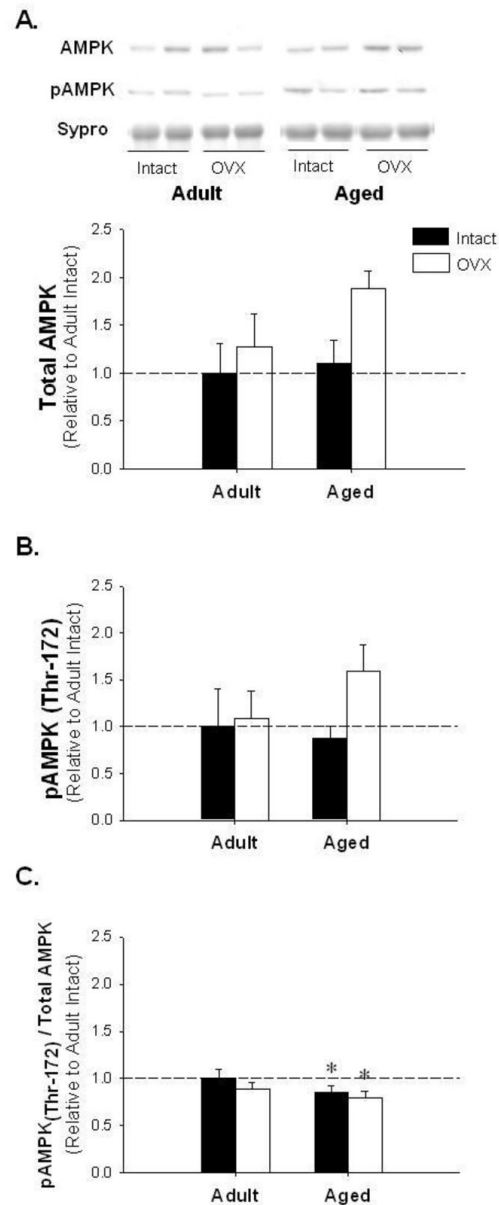 A.
AMPK
pAMPK
Sypro
Intact OVX Intact OVX
Adult Aged
Intact
OVX
Total AMPK
(Relative to Adult Intact)
2.5
2.0
1.5
1.0
0.5
0.0
Adult Aged
B.
pAMPK (Thr-172)
(Relative to Adult Intact)
2.5
2.0
1.5
1.0
0.5
0.0
Adult Aged
C.
pAMPK(Thr-172) / Total AMPK
(Relative to Adult Intact)
2.5
2.0
1.5
1.0
0.5
0.0
* *
Adult Aged